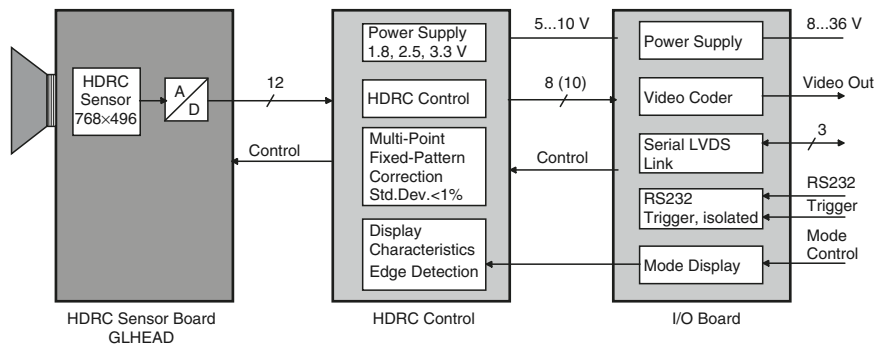 HDRC
Sensor
768×496
A
D
12
Control
HDRC Sensor Board
GLHEAD
Power Supply
1.8, 2.5, 3.3 V
HDRC Control
Multi-Point
Fixed-Pattern
Correction
Std.Dev.<1%
Display
Characteristics
Edge Detection
HDRC Control
5...10 V
8 (10)
Control
Power Supply
Video Coder
Serial LVDS
Link
RS232
Trigger, isolated
Mode Display
I/O Board
8...36 V
Video Out
3
RS232
Trigger
Mode
Control